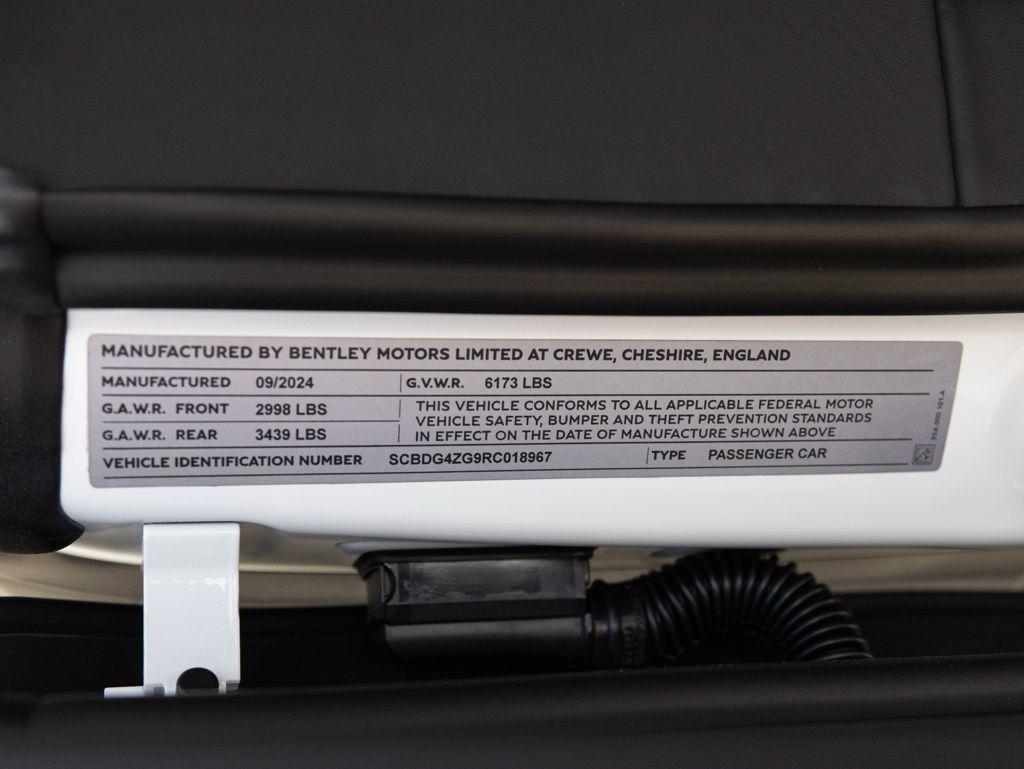 MANUFACTURED BY BENTLEY MOTORS LIMITED AT CREWE, CHESHIRE, ENGLAND
MANUFACTURED 09/2024 G.V.W.R. 6173 LBS
G.A.W.R. FRONT 2998 LBS
G.A.W.R. REAR 3439 LBS
THIS VEHICLE CONFORMS TO ALL APPLICABLE FEDERAL MOTOR
VEHICLE SAFETY, BUMPER AND THEFT PREVENTION STANDARDS
IN EFFECT ON THE DATE OF MANUFACTURE SHOWN ABOVE
VEHICLE IDENTIFICATION NUMBER SCBDG4ZG9RC018967 TYPE PASSENGER CAR